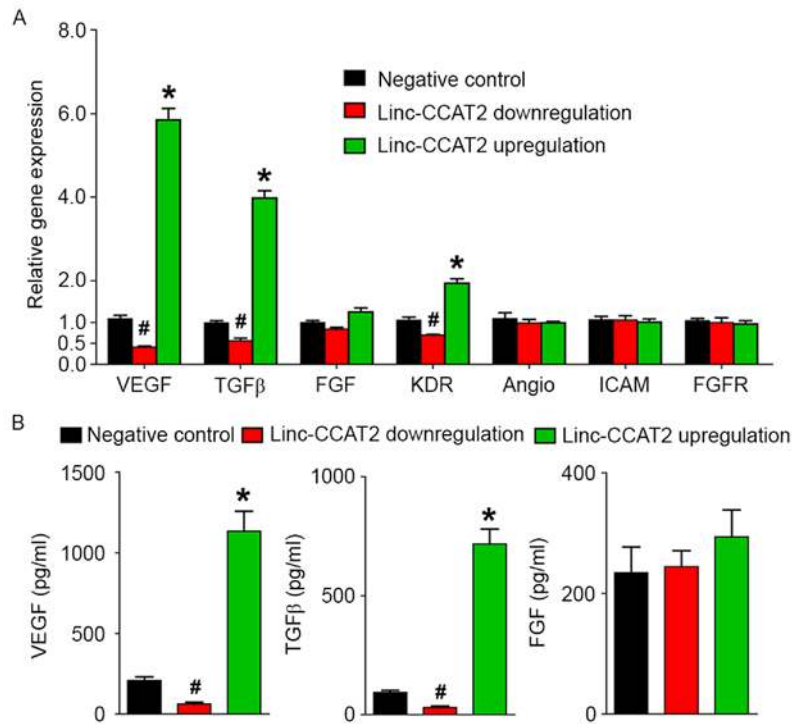 A
8.0
6.0
4.0
2.0
1.0
0.5
0.0
Relative gene expression
Negative control
Linc-CCAT2 downregulation
Linc-CCAT2 upregulation
*
*
*
#
#
#
VEGF TGFβ FGF KDR Angio ICAM FGFR
B
Negative control Linc-CCAT2 downregulation Linc-CCAT2 upregulation
1500
1000
500
0
VEGF (pg/ml)
*
#
1000
500
0
TGFβ (pg/ml)
*
#
400
200
0
FGF (pg/ml)